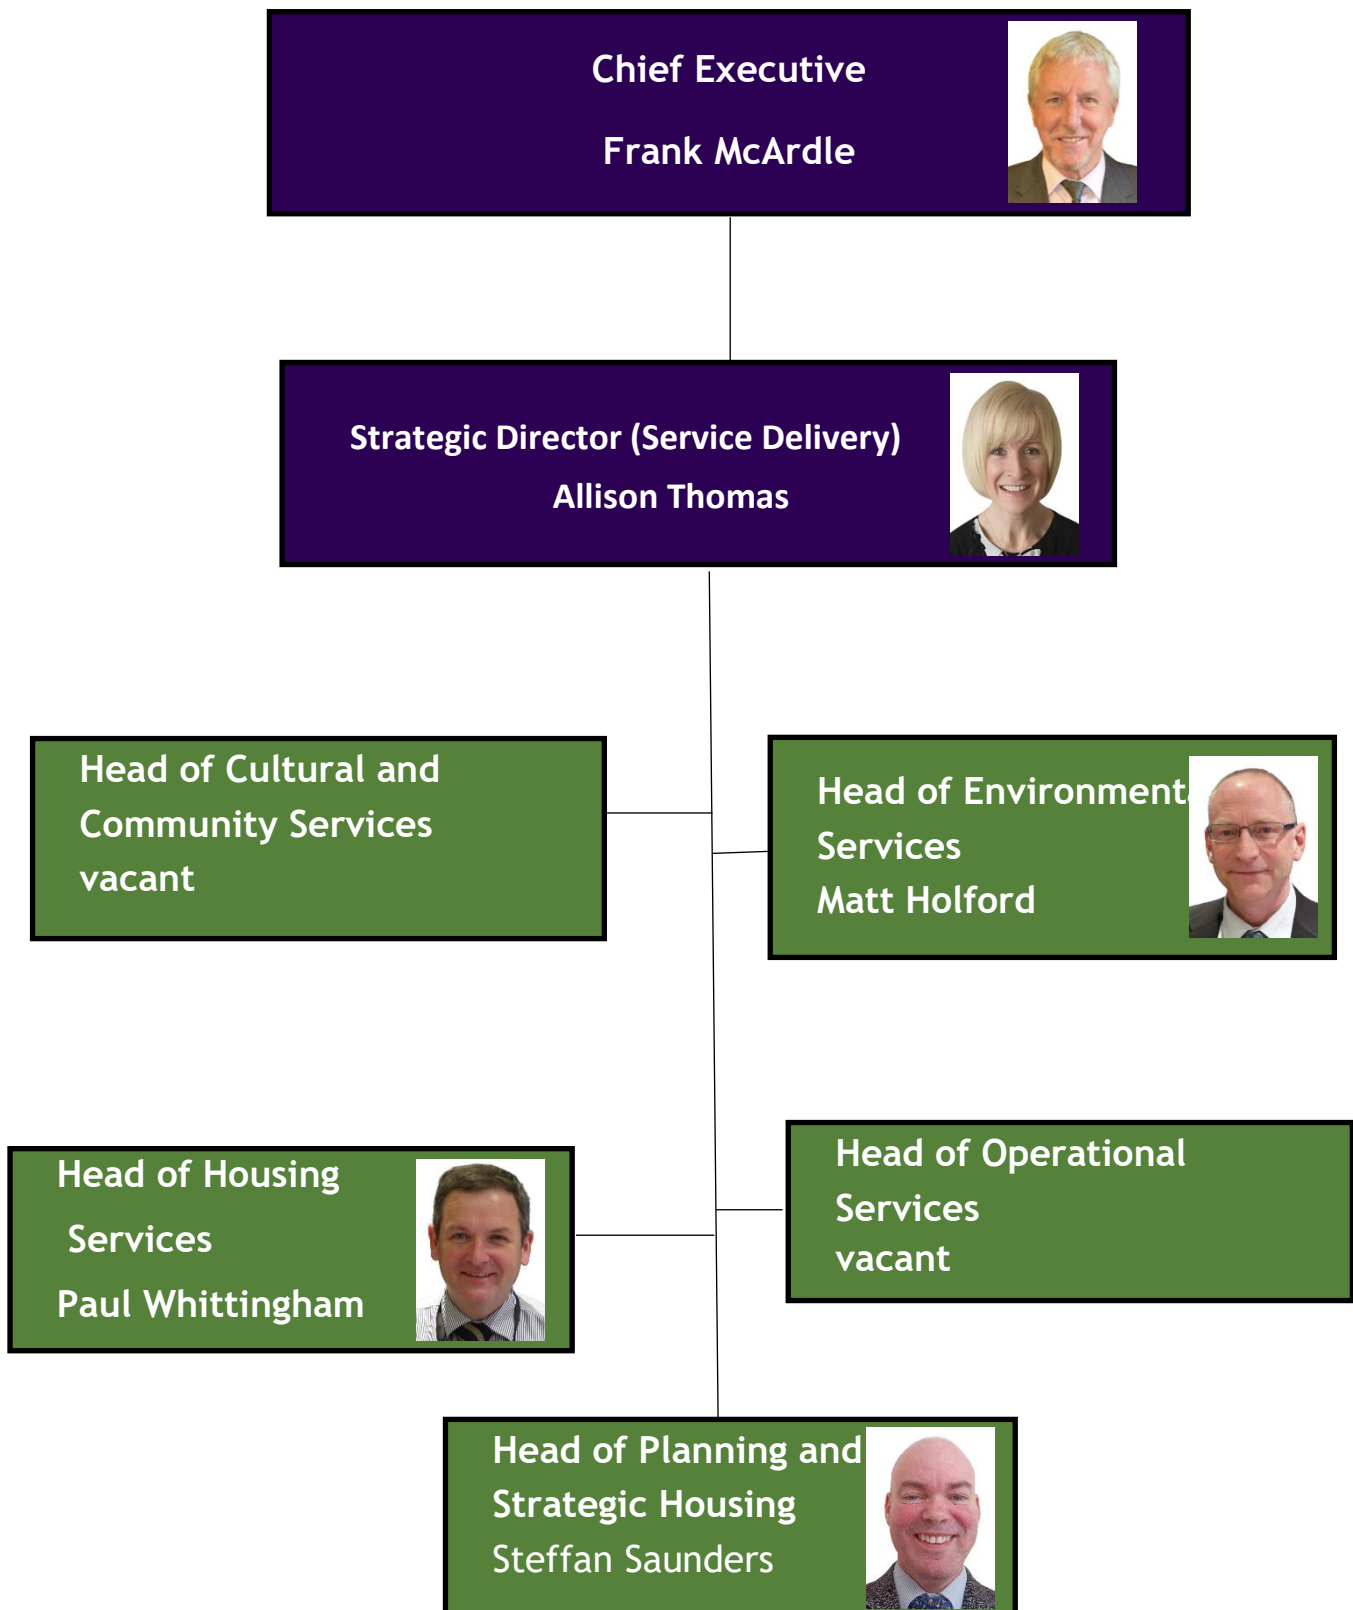 Chief Executive
Frank McArdle
Strategic Director (Service Delivery)
Allison Thomas
Head of Cultural and
Community Services
vacant
Head of Environmenta
Services
Matt Holford
Head of Housing
Services
Paul Whittingham
Head of Operational
Services
vacant
Head of Planning and
Strategic Housing
Steffan Saunders